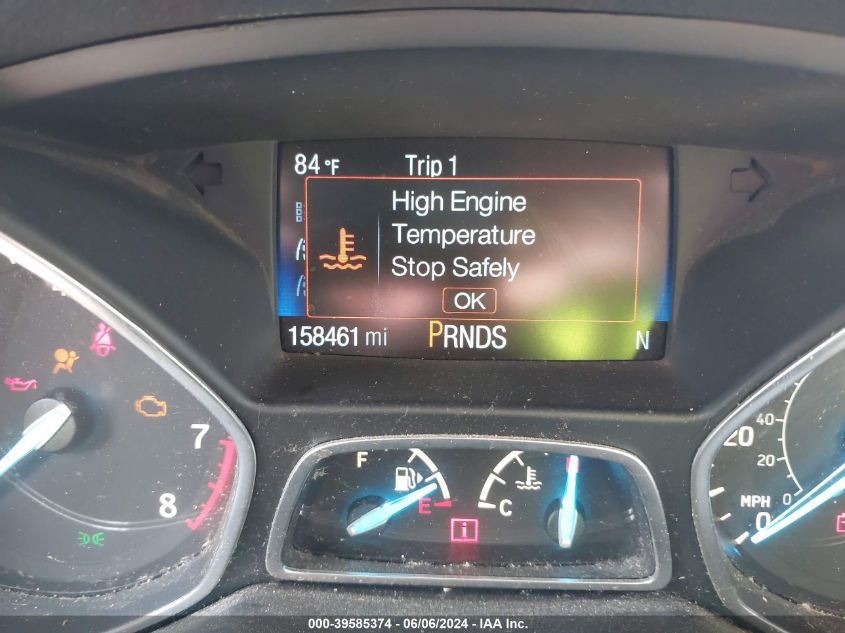 84 °F Trip 1
High Engine
Temperature
Stop Safely
OK
158461 mi PRNDS N
7
8
F
E
C
i
40
20
20
0
MPH
0
000-39585374 - 06/06/2024 - IAA Inc.